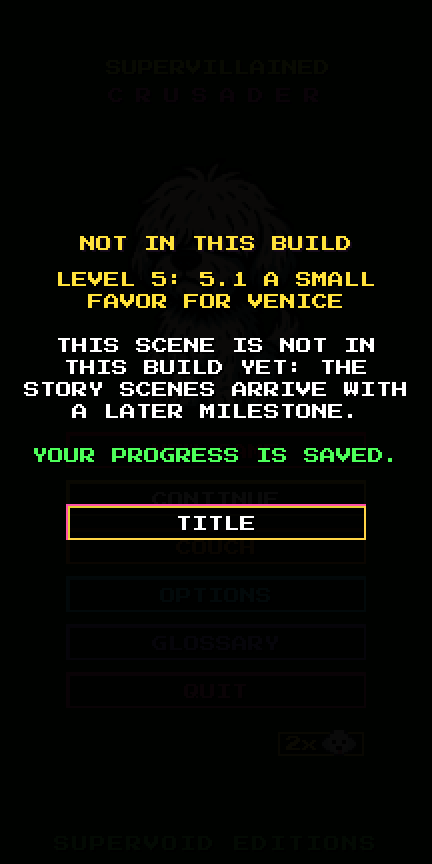 SUPERVILLAINED
CRUSADER
NOT IN THIS BUILD
LEVEL 5: 5.1 A SMALL
FAVOR FOR VENICE
THIS SCENE IS NOT IN
THIS BUILD YET: THE
STORY SCENES ARRIVE WITH
A LATER MILESTONE.
YOUR PROGRESS IS SAVED.
CONTINUE
TITLE
COUCH
OPTIONS
GLOSSARY
QUIT
2x
SUPERVOID EDITIONS